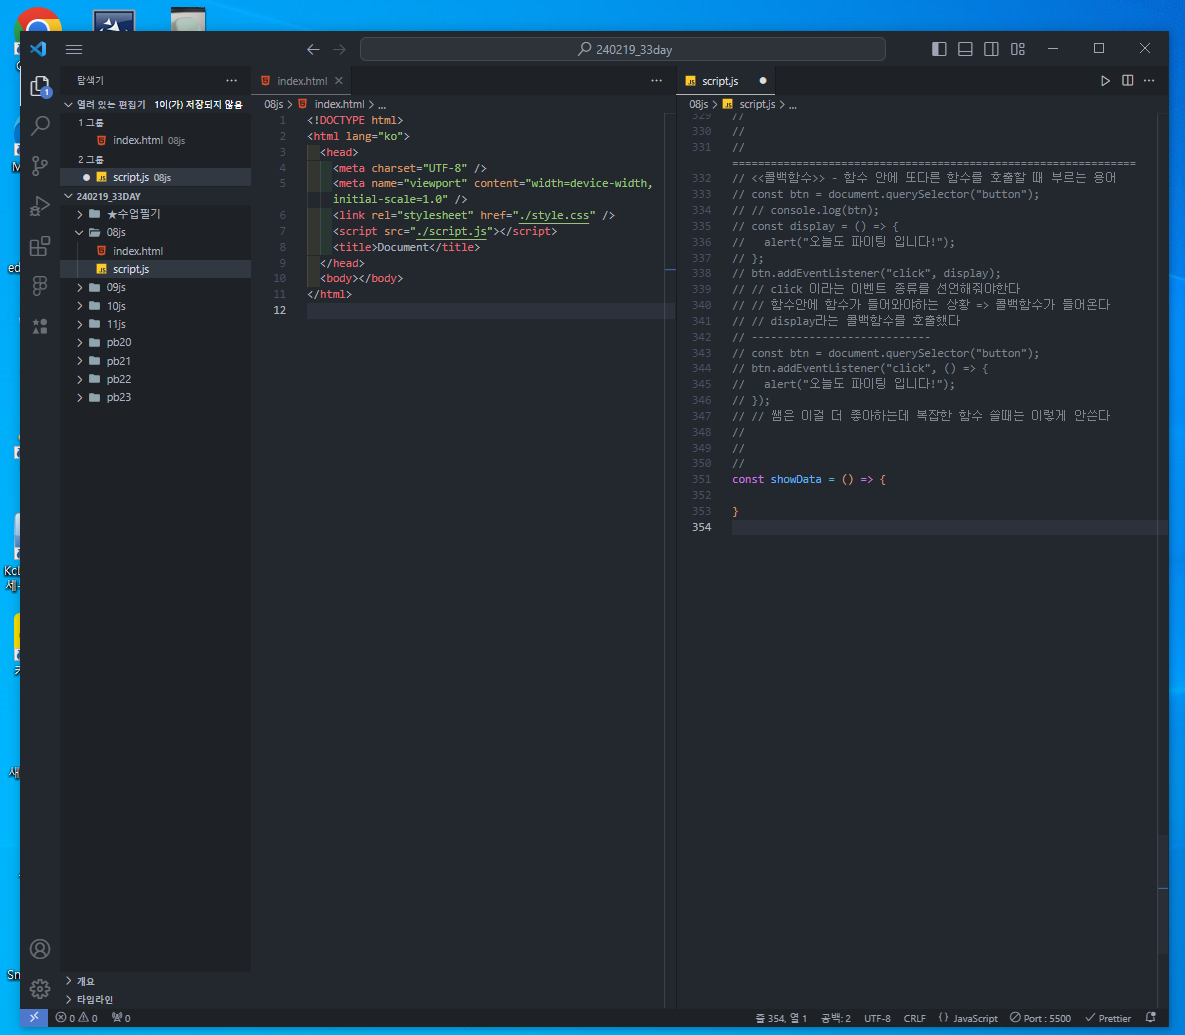 240219_33day
탐색기
열려 있는 편집기 1이(가) 저장되지 않음
1 그룹
index.html 08js
2 그룹
script.js 08js
240219_33DAY
★수업필기
08js
index.html
script.js
09js
10js
11js
pb20
pb21
pb22
pb23
개요
타임라인
index.html
08js > index.html > ...
1 <!DOCTYPE html>
2 <html lang="ko">
3 <head>
4 <meta charset="UTF-8" />
5 <meta name="viewport" content="width=device-width,
initial-scale=1.0" />
6 <link rel="stylesheet" href="./style.css" />
7 <script src="./script.js"></script>
8 <title>Document</title>
9 </head>
10 <body></body>
11 </html>
12
script.js
08js > script.js > ...
329 //
330 //
331 //
===============================================================
332 // <<콜백함수>> - 함수 안에 또다른 함수를 호출할 때 부르는 용어
333 // const btn = document.querySelector("button");
334 // // console.log(btn);
335 // const display = () => {
336 //   alert("오늘도 파이팅 입니다!");
337 // };
338 // btn.addEventListener("click", display);
339 // // click 이라는 이벤트 종류를 선언해줘야한다
340 // // 함수안에 함수가 들어와야하는 상황 => 콜백함수가 들어온다
341 // // display라는 콜백함수를 호출했다
342 // ----------------------------
343 // const btn = document.querySelector("button");
344 // btn.addEventListener("click", () => {
345 //   alert("오늘도 파이팅 입니다!");
346 // });
347 // // 쌤은 이걸 더 좋아하는데 복잡한 함수 쓸때는 이렇게 안쓴다
348 //
349 //
350 //
351 const showData = () => {
352
353 }
354
0 0 0
줄 354, 열 1 공백: 2 UTF-8 CRLF {} JavaScript Port : 5500 Prettier